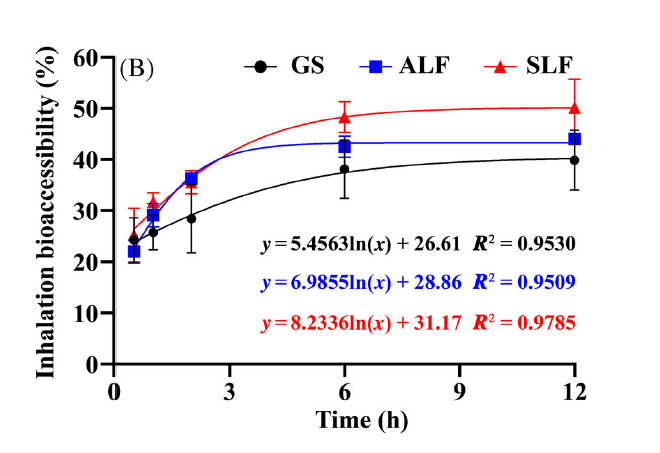 (B)
GS ALF SLF
Inhalation bioaccessibility (%)
60
50
40
30
20
10
0
y = 5.4563ln(x) + 26.61 R² = 0.9530
y = 6.9855ln(x) + 28.86 R² = 0.9509
y = 8.2336ln(x) + 31.17 R² = 0.9785
0 3 6 9 12
Time (h)